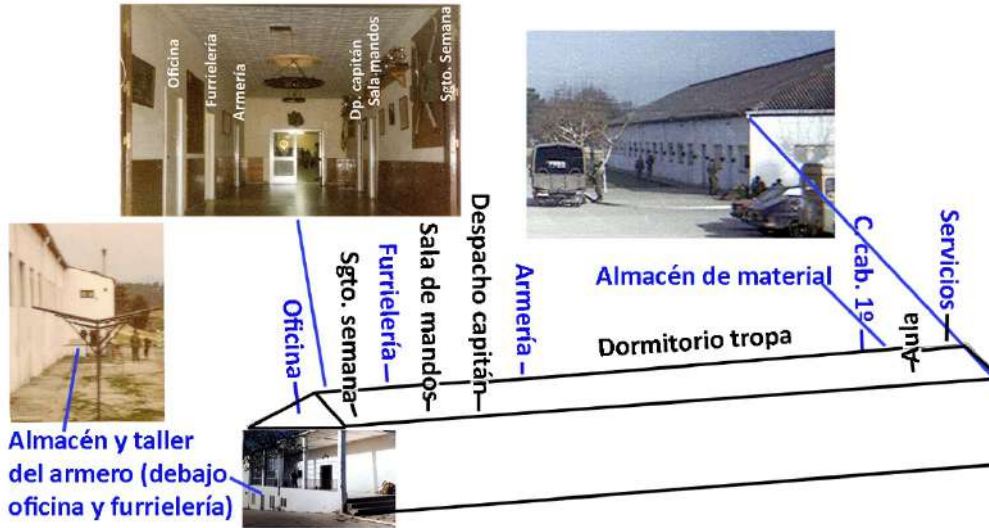 Oficina
Furrielería
Armería
Dp. capitán
Sala-mandos
Sgto. Semana
Oficina
Sgto. semana
Furrielería
Sala de mandos
Despacho capitán
Armería
Dormitorio tropa
Almacén de material
C. cab. 1º
Aula
Servicios
Almacén y taller
del armero (debajo
oficina y furrielería)